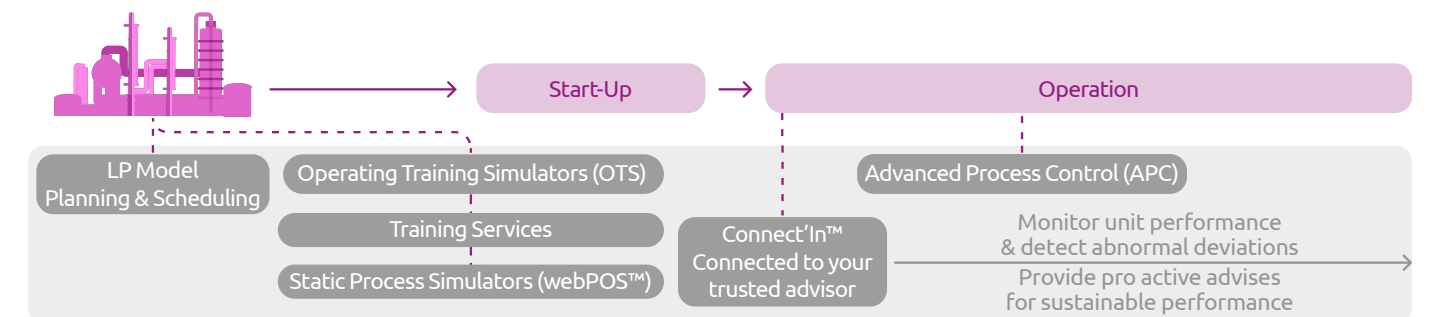 Start-Up
Operation
LP Model
Planning & Scheduling
Operating Training Simulators (OTS)
Training Services
Static Process Simulators (webPOS™)
Connect’In™
Connected to your
trusted advisor
Advanced Process Control (APC)
Monitor unit performance
& detect abnormal deviations
Provide pro active advises
for sustainable performance